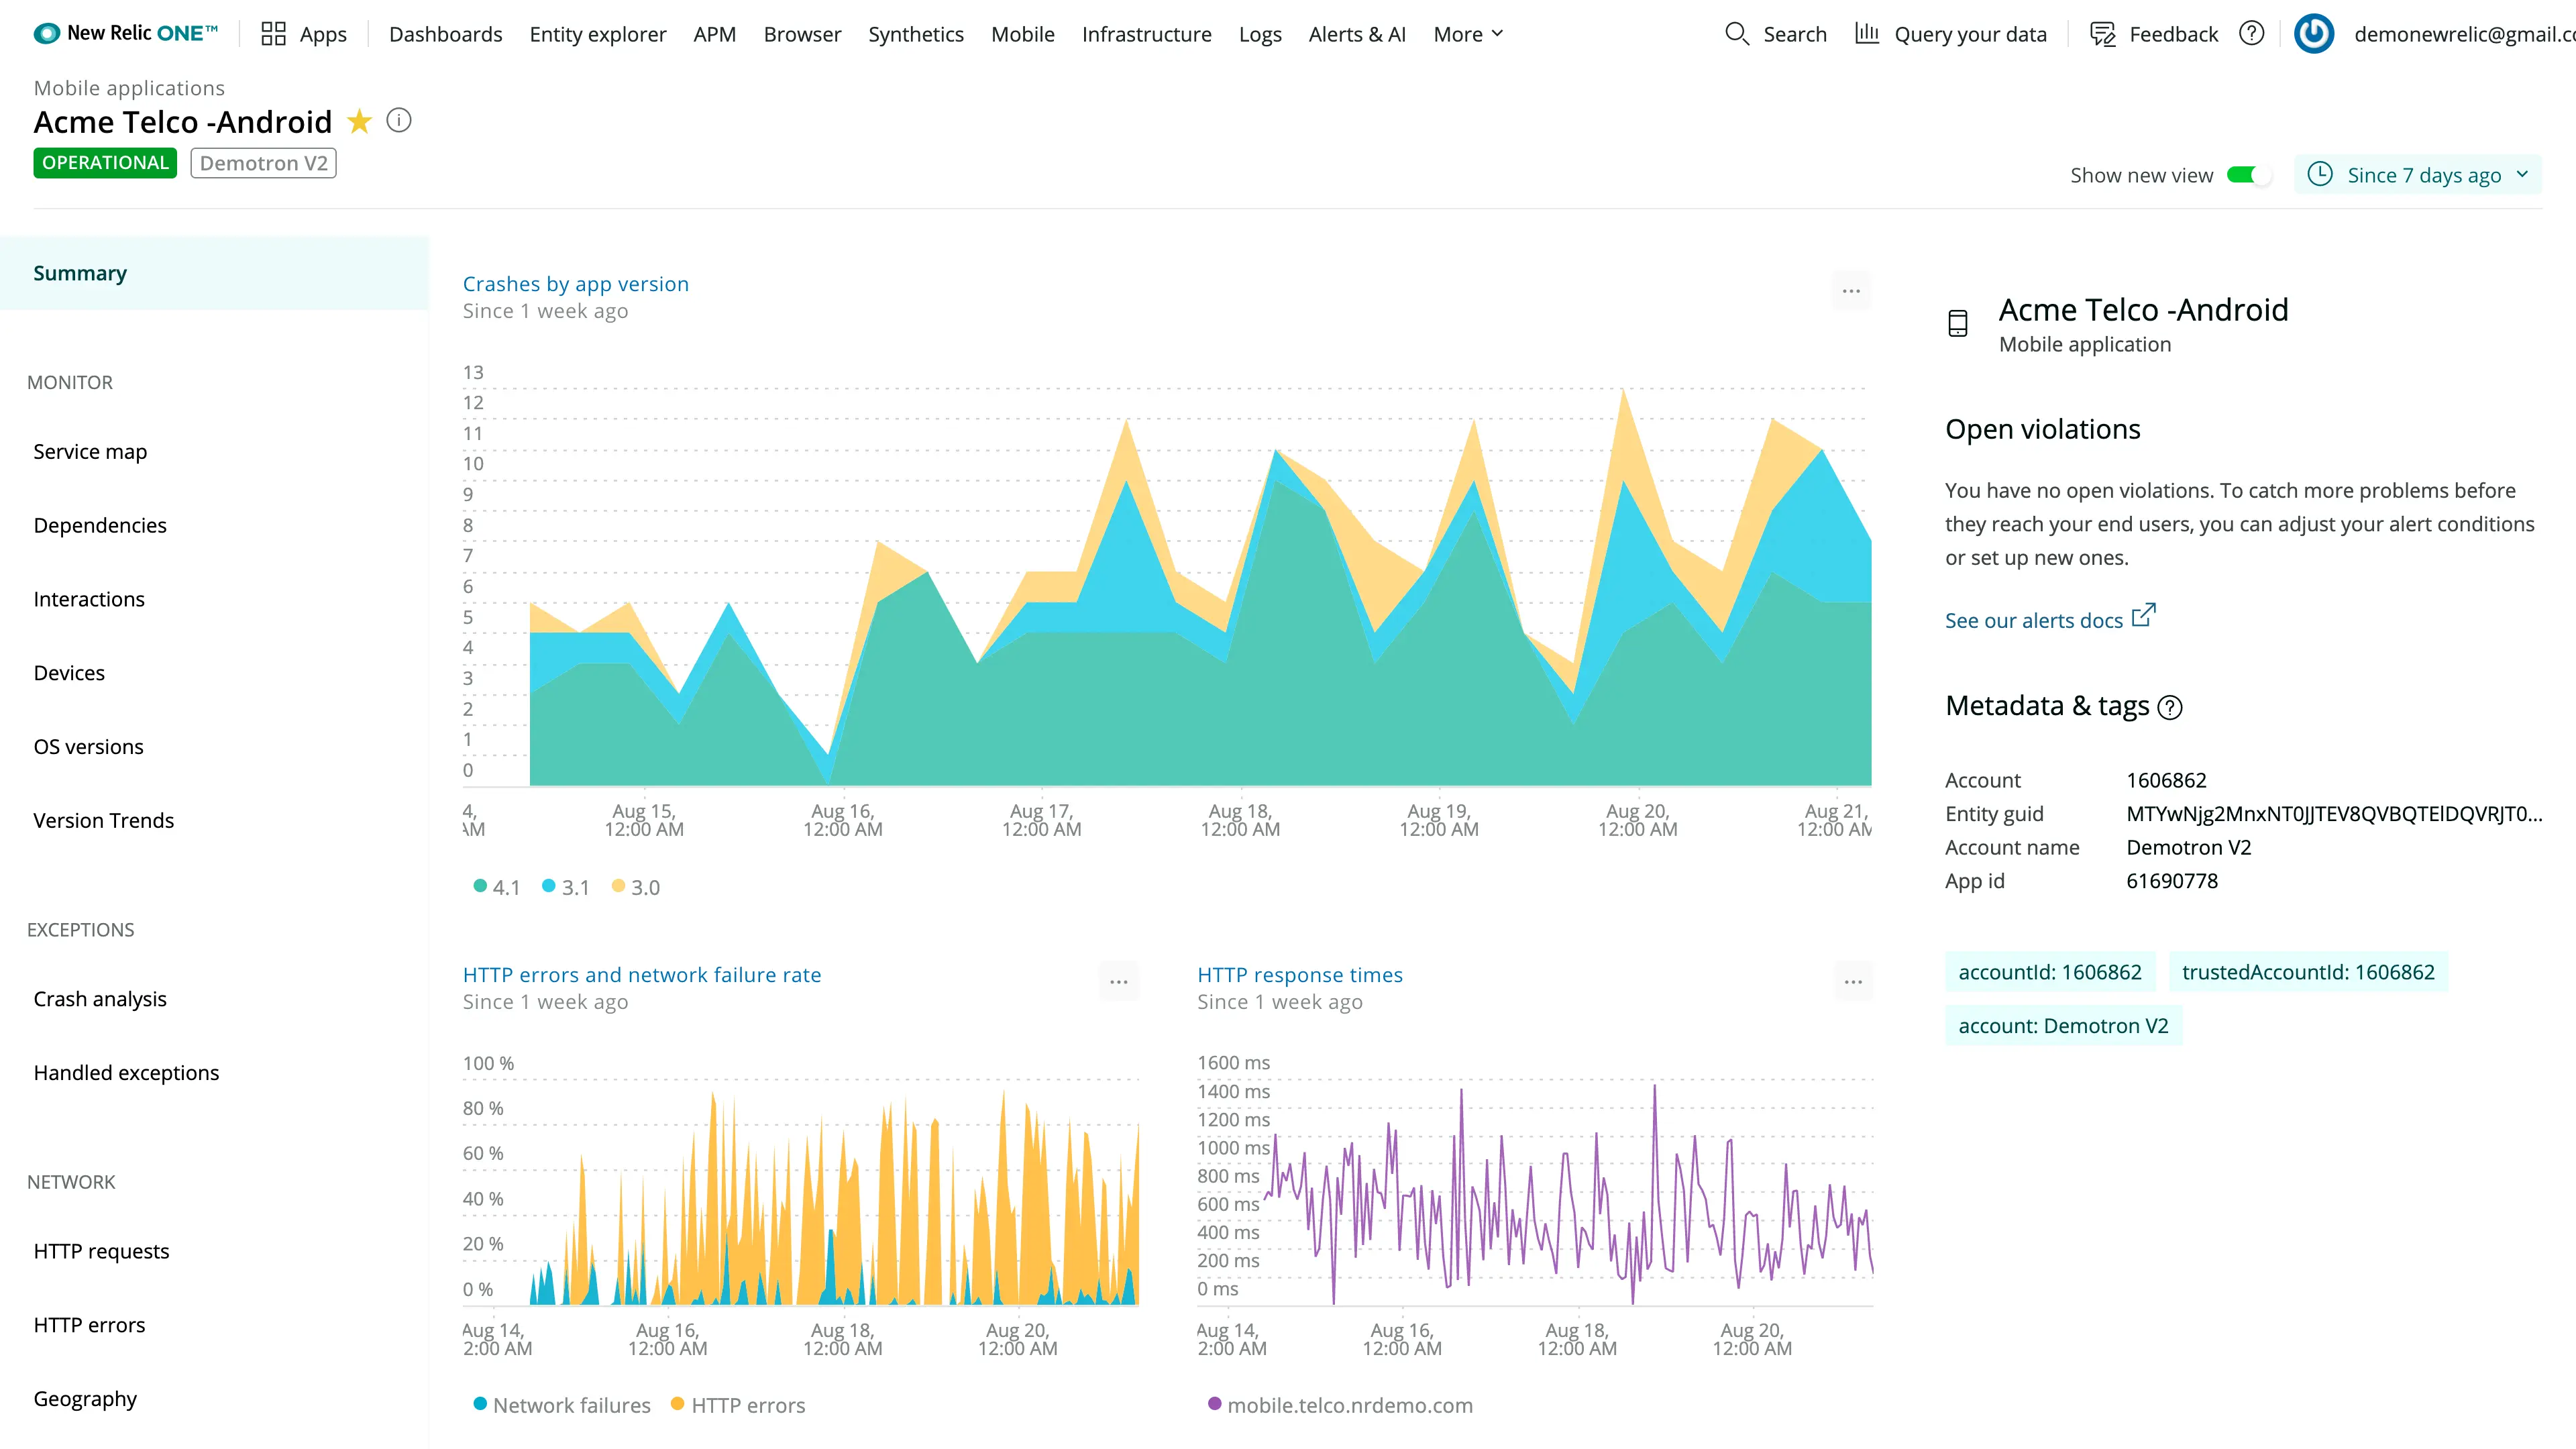 New Relic ONE™ Apps Dashboards Entity explorer APM Browser Synthetics Mobile Infrastructure Logs Alerts & AI More Search Query your data Feedback demonewrelic@gmail.c
Mobile applications
Acme Telco -Android
OPERATIONAL Demotron V2
Show new view Since 7 days ago
Summary
MONITOR
Service map
Dependencies
Interactions
Devices
OS versions
Version Trends
EXCEPTIONS
Crash analysis
Handled exceptions
NETWORK
HTTP requests
HTTP errors
Geography
Crashes by app version
Since 1 week ago
...
13
12
11
10
9
8
7
6
5
4
3
2
1
0
4, Aug 15, Aug 16, Aug 17, Aug 18, Aug 19, Aug 20, Aug 21,
AM 12:00 AM 12:00 AM 12:00 AM 12:00 AM 12:00 AM 12:00 AM 12:00 AM
4.1 3.1 3.0
HTTP errors and network failure rate
Since 1 week ago
...
100 %
80 %
60 %
40 %
20 %
0 %
Aug 14, Aug 16, Aug 18, Aug 20,
2:00 AM 12:00 AM 12:00 AM 12:00 AM
Network failures HTTP errors
HTTP response times
Since 1 week ago
...
1600 ms
1400 ms
1200 ms
1000 ms
800 ms
600 ms
400 ms
200 ms
0 ms
Aug 14, Aug 16, Aug 18, Aug 20,
2:00 AM 12:00 AM 12:00 AM 12:00 AM
mobile.telco.nrdemo.com
Acme Telco -Android
Mobile application
Open violations
You have no open violations. To catch more problems before
they reach your end users, you can adjust your alert conditions
or set up new ones.
See our alerts docs
Metadata & tags ?
Account 1606862
Entity guid
Account name Demotron V2
App id 61690778
accountId: 1606862 trustedAccountId: 1606862
account: Demotron V2